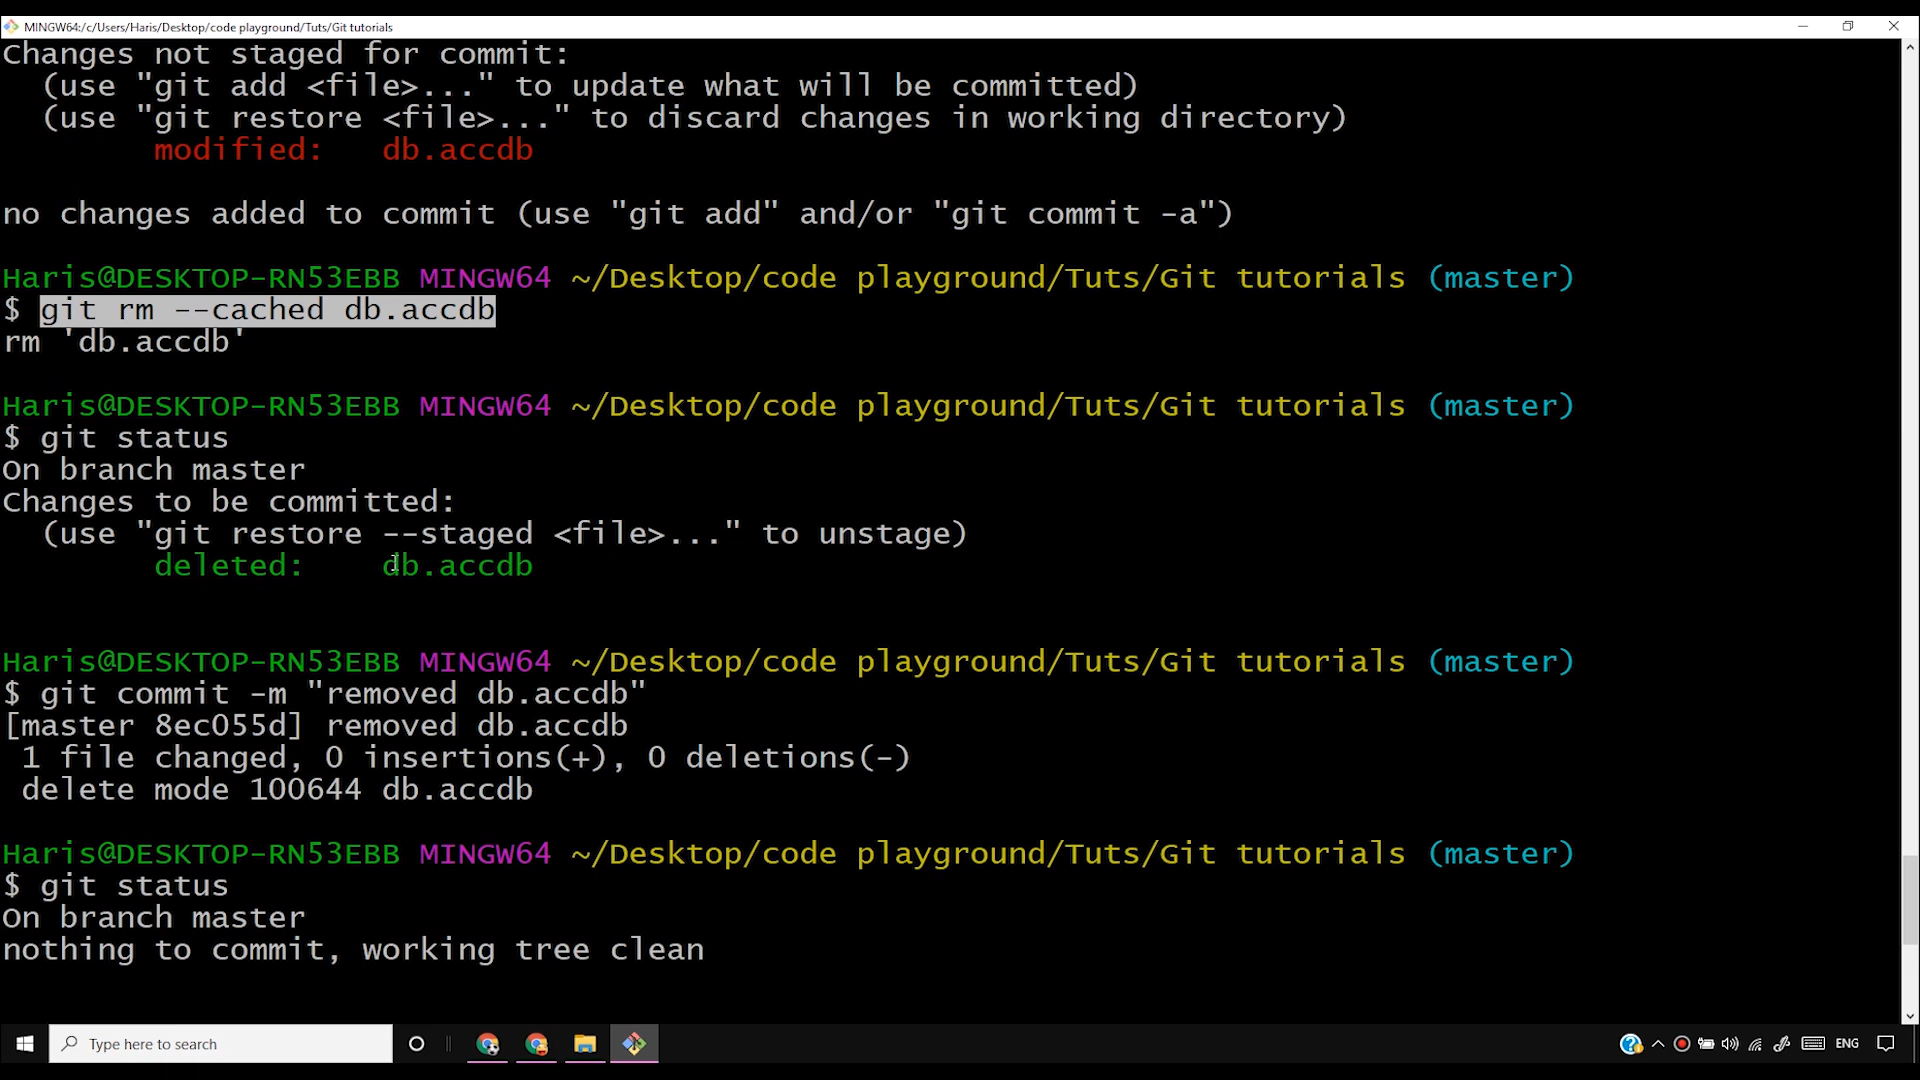 MINGW64:/c/Users/Haris/Desktop/code playground/Tuts/Git tutorials
Changes not staged for commit:
  (use "git add <file>..." to update what will be committed)
  (use "git restore <file>..." to discard changes in working directory)
        modified:   db.accdb
no changes added to commit (use "git add" and/or "git commit -a")
Haris@DESKTOP-RN53EBB MINGW64 ~/Desktop/code playground/Tuts/Git tutorials (master)
$ git rm --cached db.accdb
rm 'db.accdb'
Haris@DESKTOP-RN53EBB MINGW64 ~/Desktop/code playground/Tuts/Git tutorials (master)
$ git status
On branch master
Changes to be committed:
  (use "git restore --staged <file>..." to unstage)
        deleted:    db.accdb
Haris@DESKTOP-RN53EBB MINGW64 ~/Desktop/code playground/Tuts/Git tutorials (master)
$ git commit -m "removed db.accdb"
[master 8ec055d] removed db.accdb
 1 file changed, 0 insertions(+), 0 deletions(-)
 delete mode 100644 db.accdb
Haris@DESKTOP-RN53EBB MINGW64 ~/Desktop/code playground/Tuts/Git tutorials (master)
$ git status
On branch master
nothing to commit, working tree clean
Type here to search
ENG